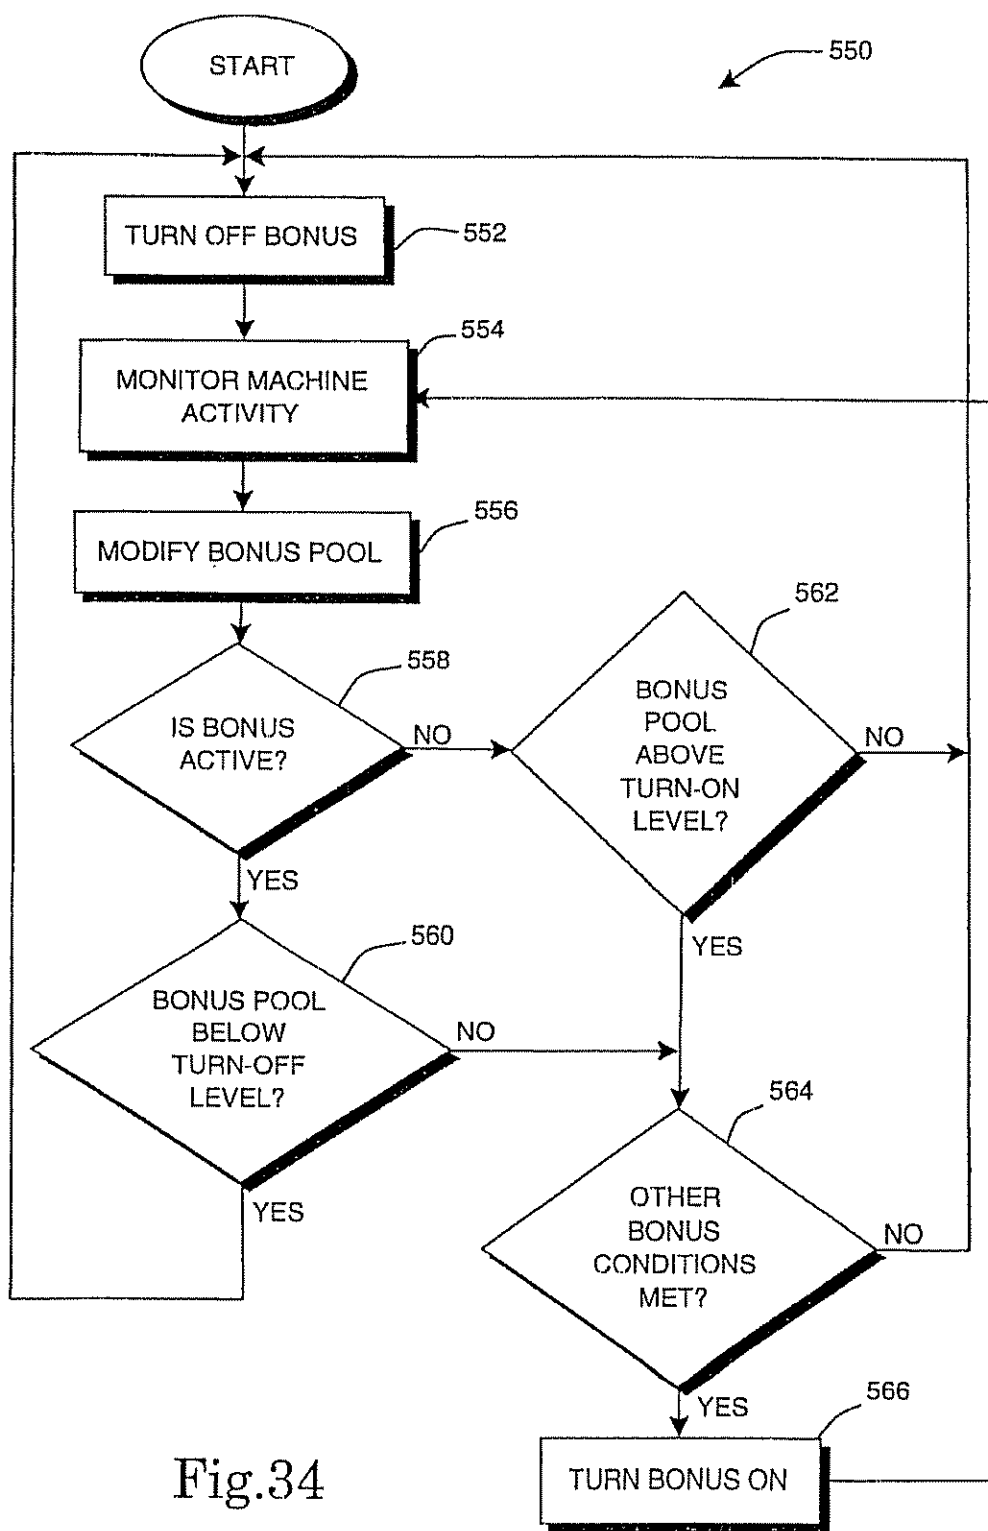 START
550
TURN OFF BONUS
552
554
MONITOR MACHINE
ACTIVITY
556
MODIFY BONUS POOL
562
558
BONUS
POOL
ABOVE
TURN-ON
LEVEL?
IS BONUS
ACTIVE?
NO
NO
YES
YES
560
BONUS POOL
BELOW
TURN-OFF
LEVEL?
NO
564
YES
OTHER
BONUS
CONDITIONS
MET?
NO
YES
566
TURN BONUS ON
Fig.34